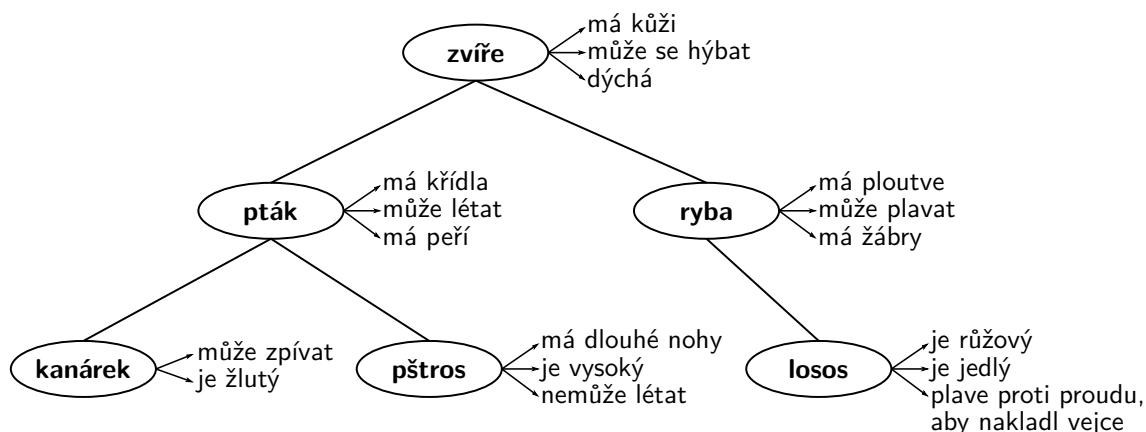 zvíře
má kůži
může se hýbat
dýchá
pták
má křídla
může létat
má peří
ryba
má ploutve
může plavat
má žábry
kanárek
může zpívat
je žlutý
pštros
má dlouhé nohy
je vysoký
nemůže létat
losos
je růžový
je jedlý
plave proti proudu,
aby nakladl vejce